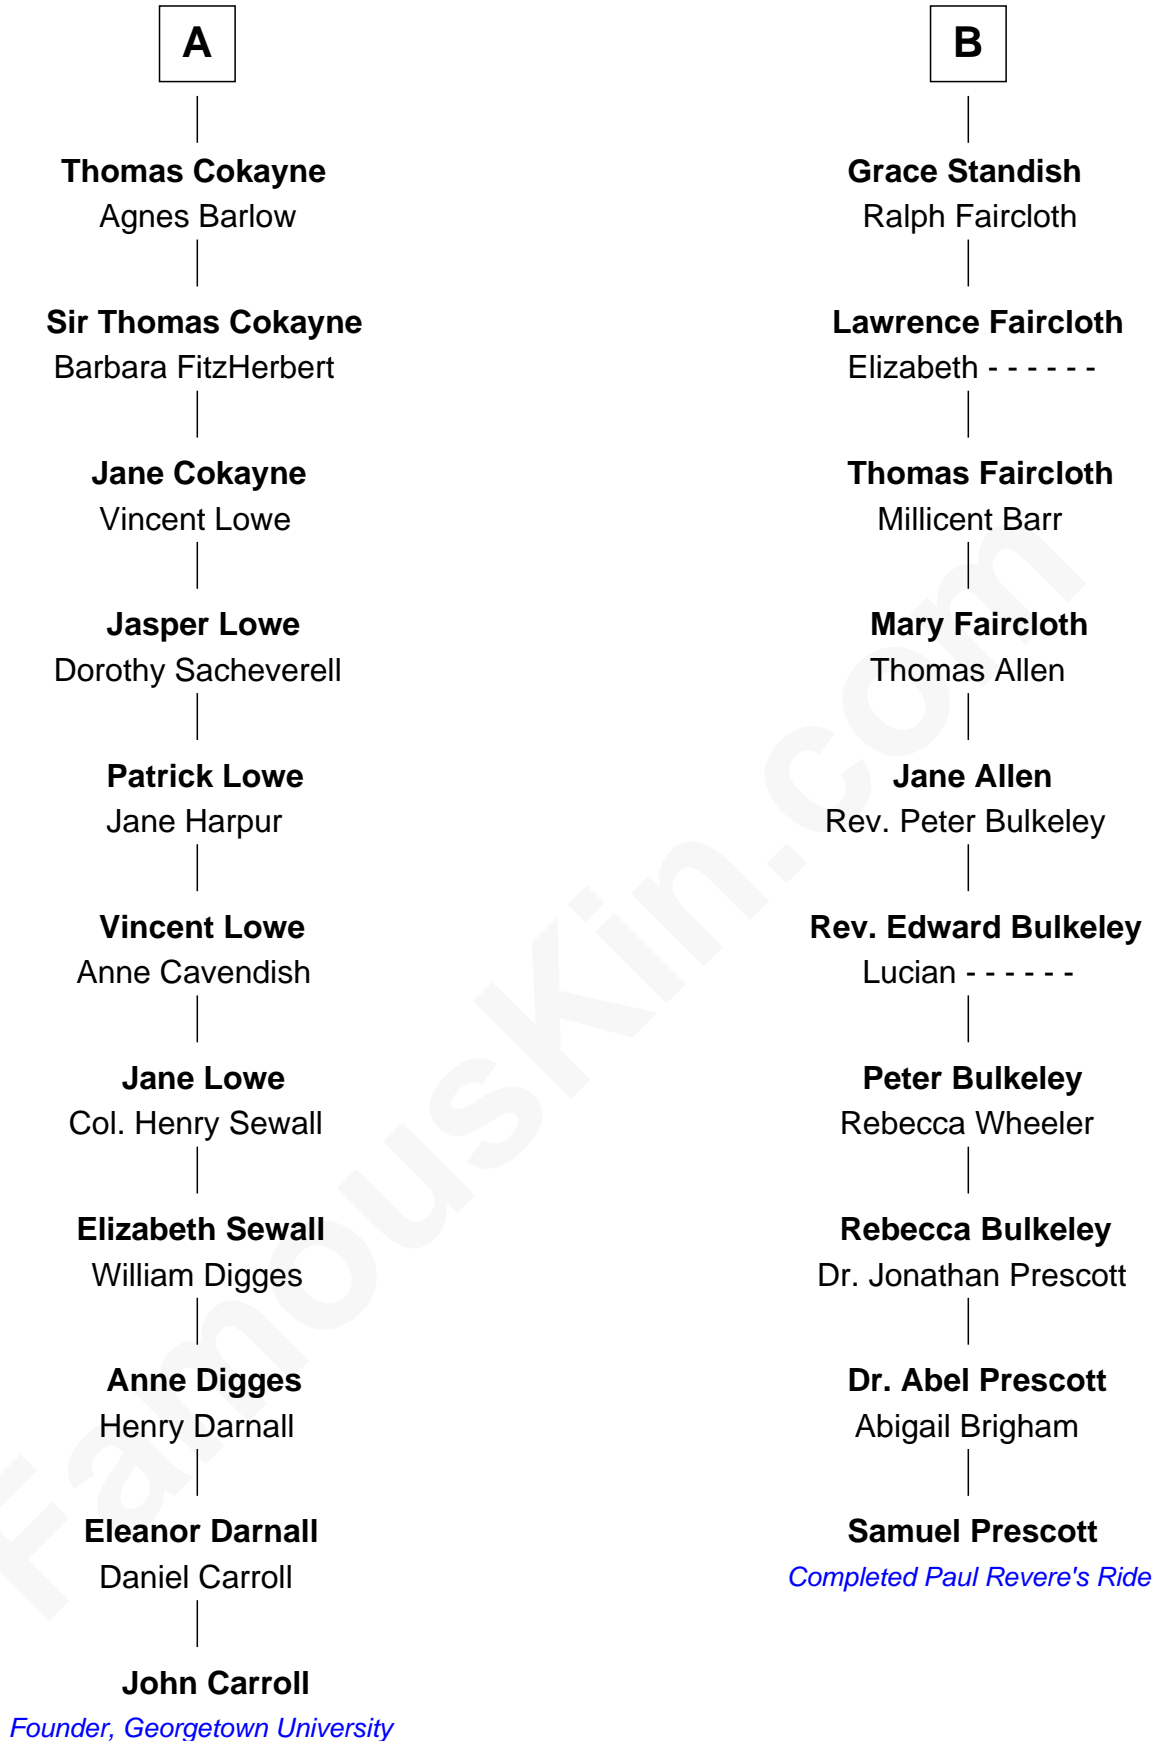 A
Thomas Cokayne
Agnes Barlow
Sir Thomas Cokayne
Barbara FitzHerbert
Jane Cokayne
Vincent Lowe
Jasper Lowe
Dorothy Sacheverell
Patrick Lowe
Jane Harpur
Vincent Lowe
Anne Cavendish
Jane Lowe
Col. Henry Sewall
Elizabeth Sewall
William Digges
Anne Digges
Henry Darnall
Eleanor Darnall
Daniel Carroll
John Carroll
Founder, Georgetown University
B
Grace Standish
Ralph Faircloth
Lawrence Faircloth
Elizabeth - - - - - -
Thomas Faircloth
Millicent Barr
Mary Faircloth
Thomas Allen
Jane Allen
Rev. Peter Bulkeley
Rev. Edward Bulkeley
Lucian - - - - - -
Peter Bulkeley
Rebecca Wheeler
Rebecca Bulkeley
Dr. Jonathan Prescott
Dr. Abel Prescott
Abigail Brigham
Samuel Prescott
Completed Paul Revere's Ride
FamousKin.com